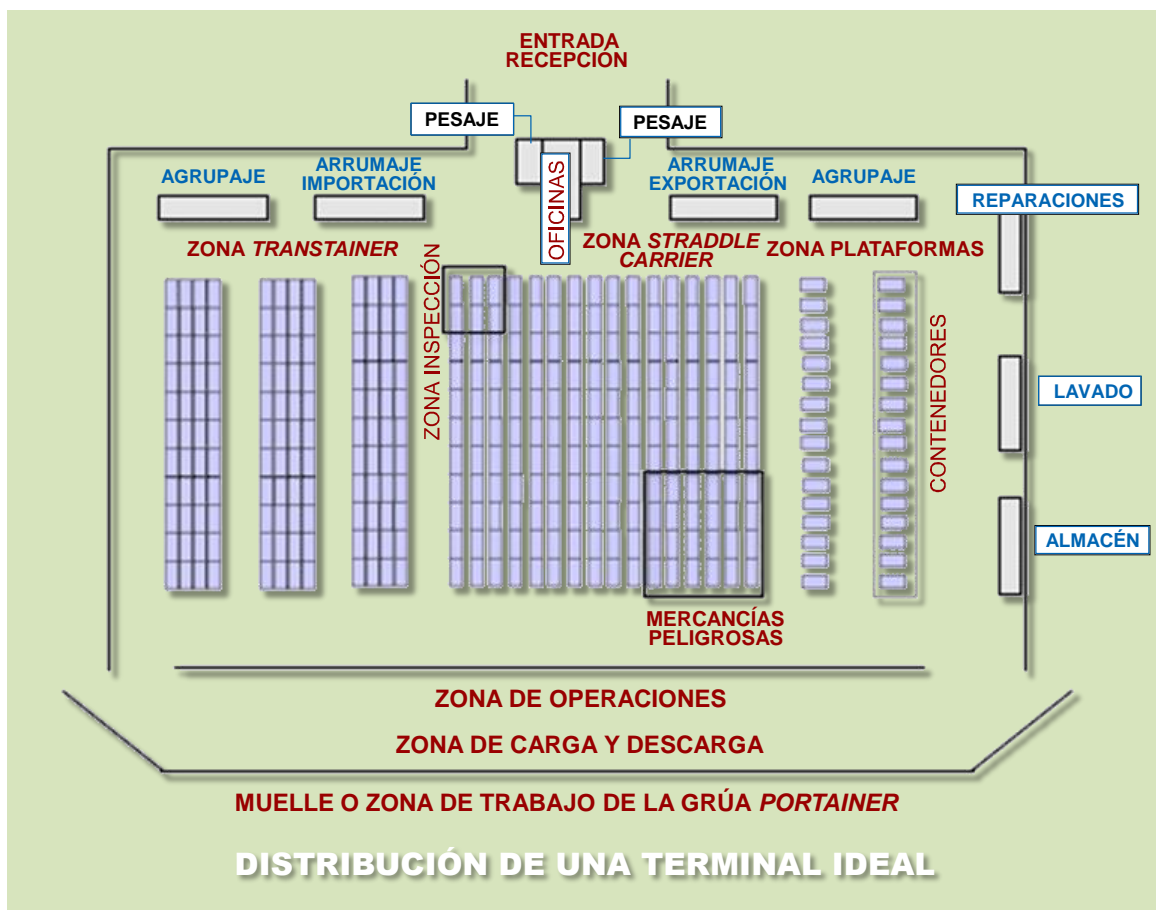 ENTRADA
RECEPCIÓN
PESAJE
PESAJE
OFICINAS
AGRUPAJE
ARRUMAJE
IMPORTACIÓN
ARRUMAJE
EXPORTACIÓN
AGRUPAJE
REPARACIONES
ZONA TRANSTAINER
ZONA STRADDLE
CARRIER
ZONA PLATAFORMAS
ZONA INSPECCIÓN
CONTENEDORES
LAVADO
ALMACÉN
MERCANCÍAS
PELIGROSAS
ZONA DE OPERACIONES
ZONA DE CARGA Y DESCARGA
MUELLE O ZONA DE TRABAJO DE LA GRÚA PORTAINER
DISTRIBUCIÓN DE UNA TERMINAL IDEAL